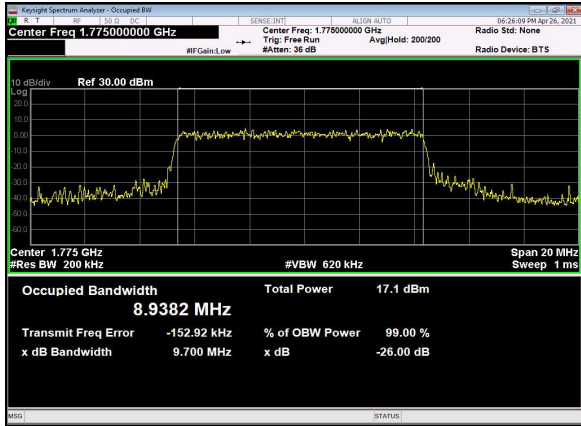 Keysight Spectrum Analyzer - Occupied BW
R T RF 50 Ω DC SENSE:INT ALIGN AUTO 06:26:09 PM Apr 26, 2021
Center Freq 1.775000000 GHz Center Freq: 1.775000000 GHz Radio Std: None
Trig: Free Run Avg|Hold: 200/200
#IFGain:Low #Atten: 36 dB Radio Device: BTS
10 dB/div Ref 30.00 dBm
Log
20.0
10.0
0.00
-10.0
-20.0
-30.0
-40.0
-50.0
-60.0
Center 1.775 GHz Span 20 MHz
#Res BW 200 kHz #VBW 620 kHz Sweep 1 ms
Occupied Bandwidth Total Power 17.1 dBm
8.9382 MHz
Transmit Freq Error -152.92 kHz % of OBW Power 99.00 %
x dB Bandwidth 9.700 MHz x dB -26.00 dB
MSG STATUS